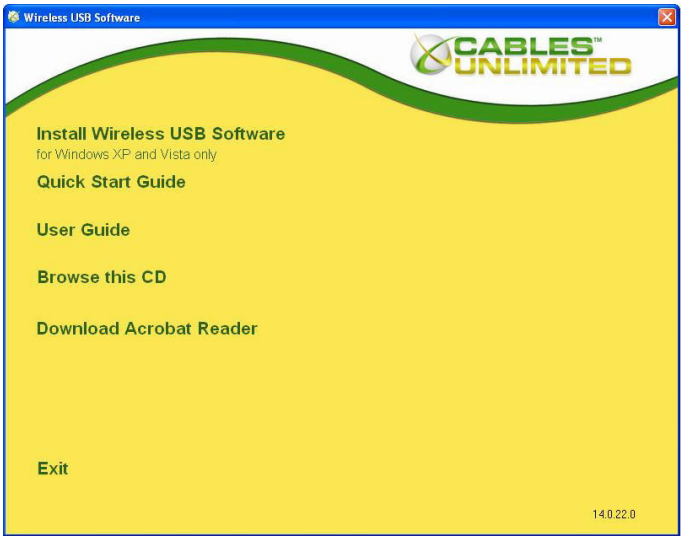 Wireless USB Software
CABLES™
UNLIMITED
Install Wireless USB Software
for Windows XP and Vista only
Quick Start Guide
User Guide
Browse this CD
Download Acrobat Reader
Exit
14.0.22.0